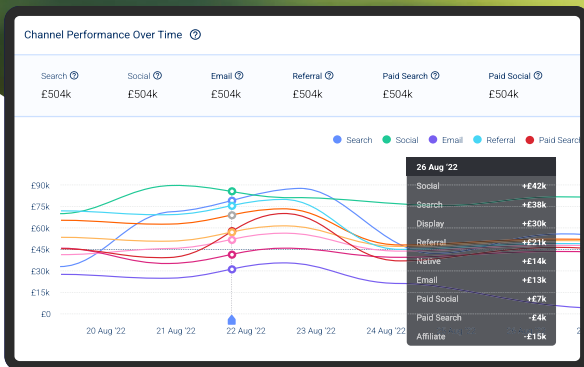 Channel Performance Over Time
Search Social Email Referral Paid Search Paid Social
£504k £504k £504k £504k £504k £504k
Search Social Email Referral Paid Searc
26 Aug '22
Social +£42k
Search +£38k
Display +£30k
Referral +£21k
Native +£14k
Email +£13k
Paid Social +£7k
Paid Search -£4k
Affiliate -£15k
£90k
£75k
£60k
£45k
£30k
£15k
£0
20 Aug '22 21 Aug '22 22 Aug '22 23 Aug '22 24 Aug '22